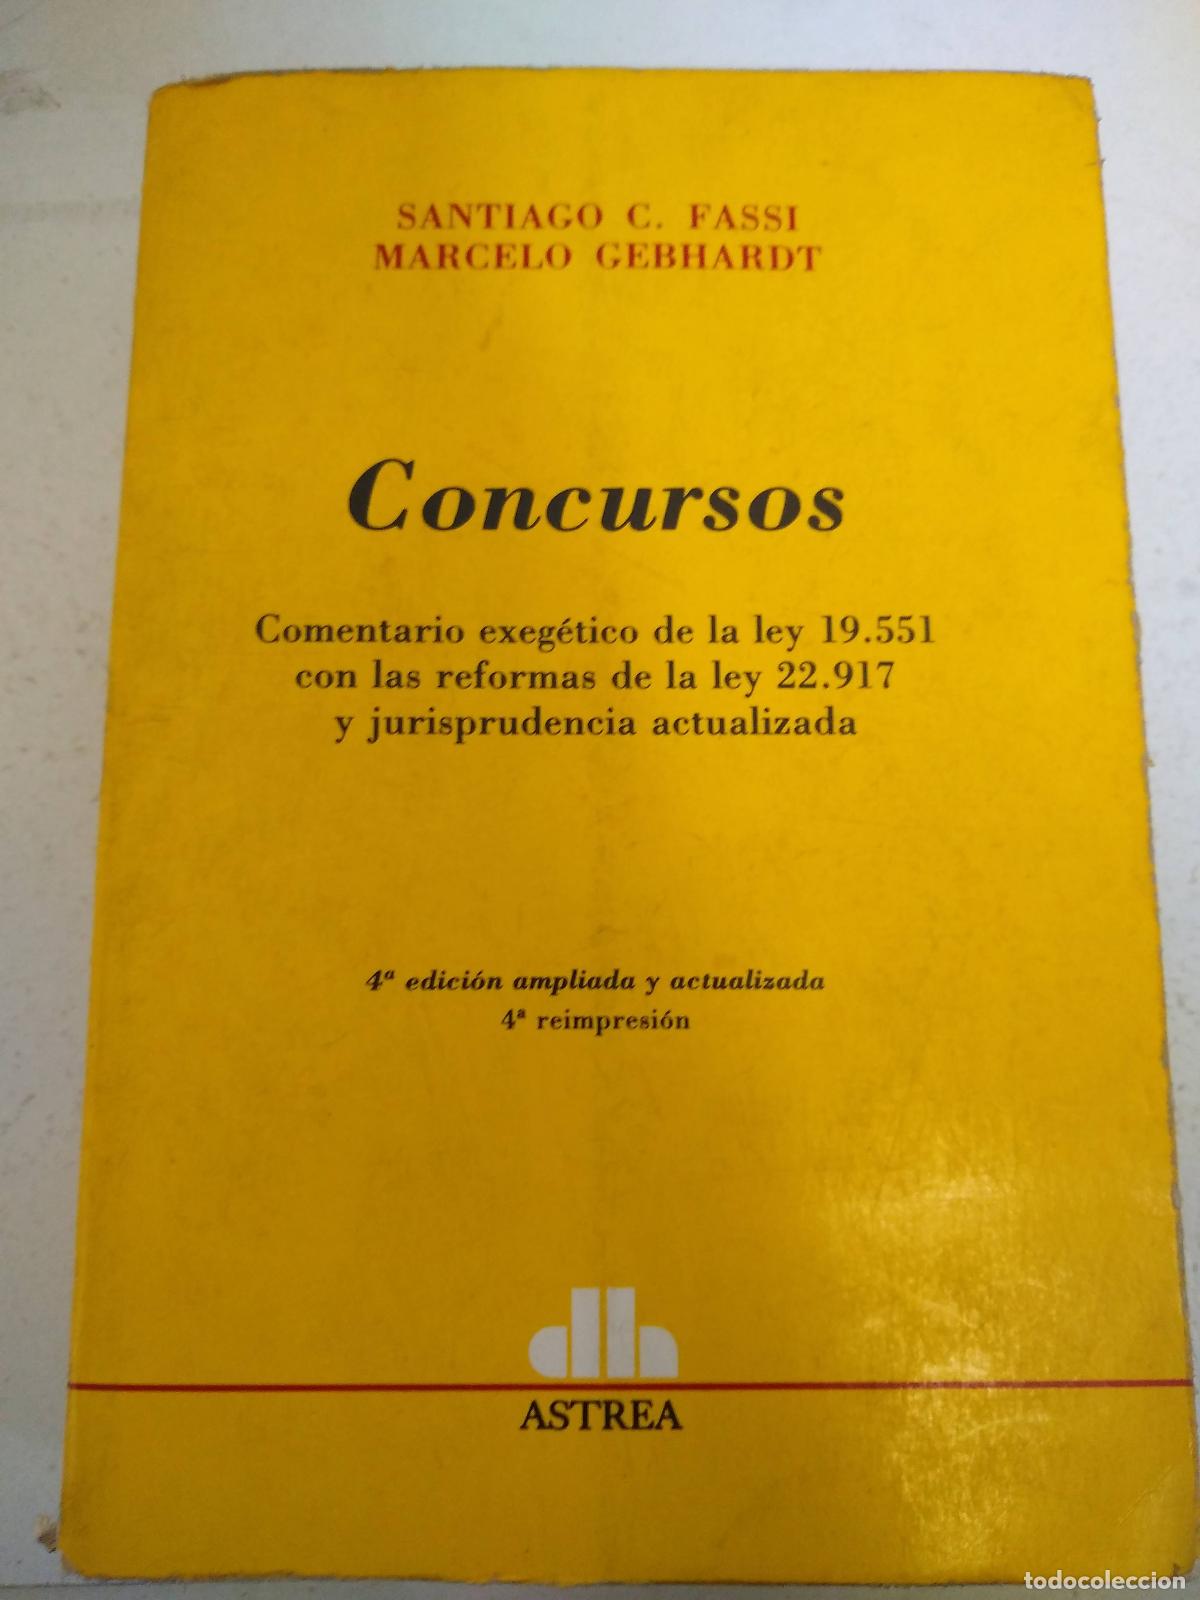 SANTIAGO C. FASSI
MARCELO GEBHARDT
Concursos
Comentario exegético de la ley 19.551
con las reformas de la ley 22.917
y jurisprudencia actualizada
4ª edición ampliada y actualizada
4ª reimpresión
ASTREA
todocoleccion